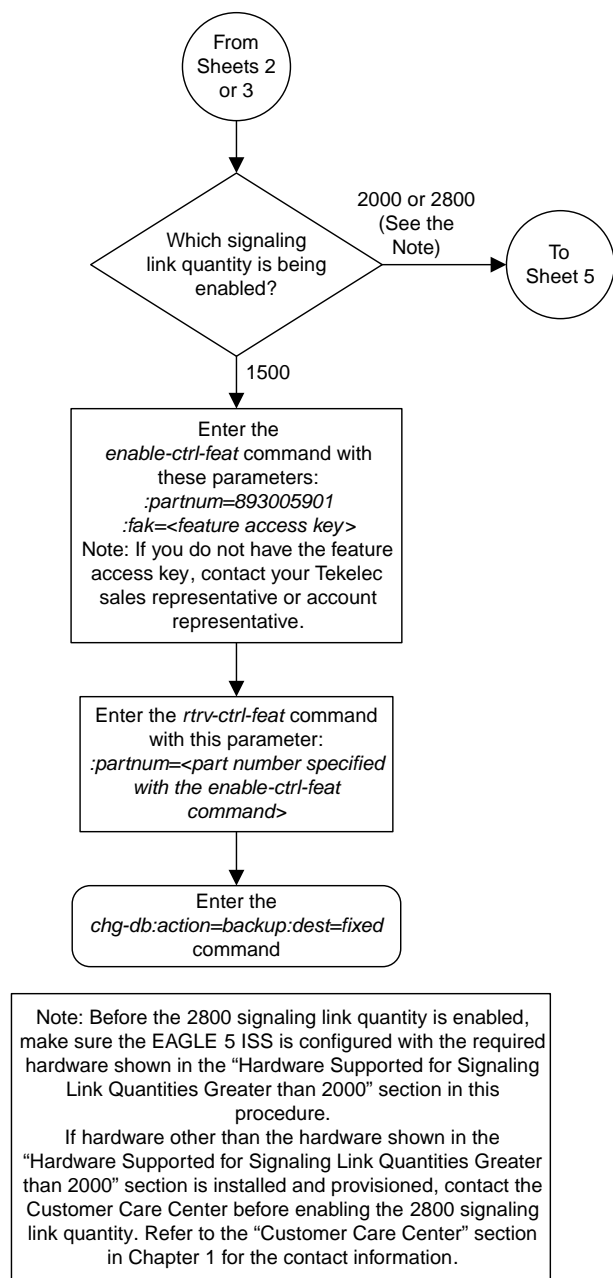 From
Sheets 2
or 3
Which signaling
link quantity is being
enabled?
2000 or 2800
(See the
Note)
To
Sheet 5
1500
Enter the
enable-ctrl-feat command with
these parameters:
:partnum=893005901
:fak=<feature access key>
Note: If you do not have the feature
access key, contact your Tekelec
sales representative or account
representative.
Enter the rtrv-ctrl-feat command
with this parameter:
:partnum=<part number specified
with the enable-ctrl-feat
command>
Enter the
chg-db:action=backup:dest=fixed
command
Note: Before the 2800 signaling link quantity is enabled,
make sure the EAGLE 5 ISS is configured with the required
hardware shown in the “Hardware Supported for Signaling
Link Quantities Greater than 2000” section in this
procedure.
If hardware other than the hardware shown in the
“Hardware Supported for Signaling Link Quantities Greater
than 2000” section is installed and provisioned, contact the
Customer Care Center before enabling the 2800 signaling
link quantity. Refer to the “Customer Care Center” section
in Chapter 1 for the contact information.